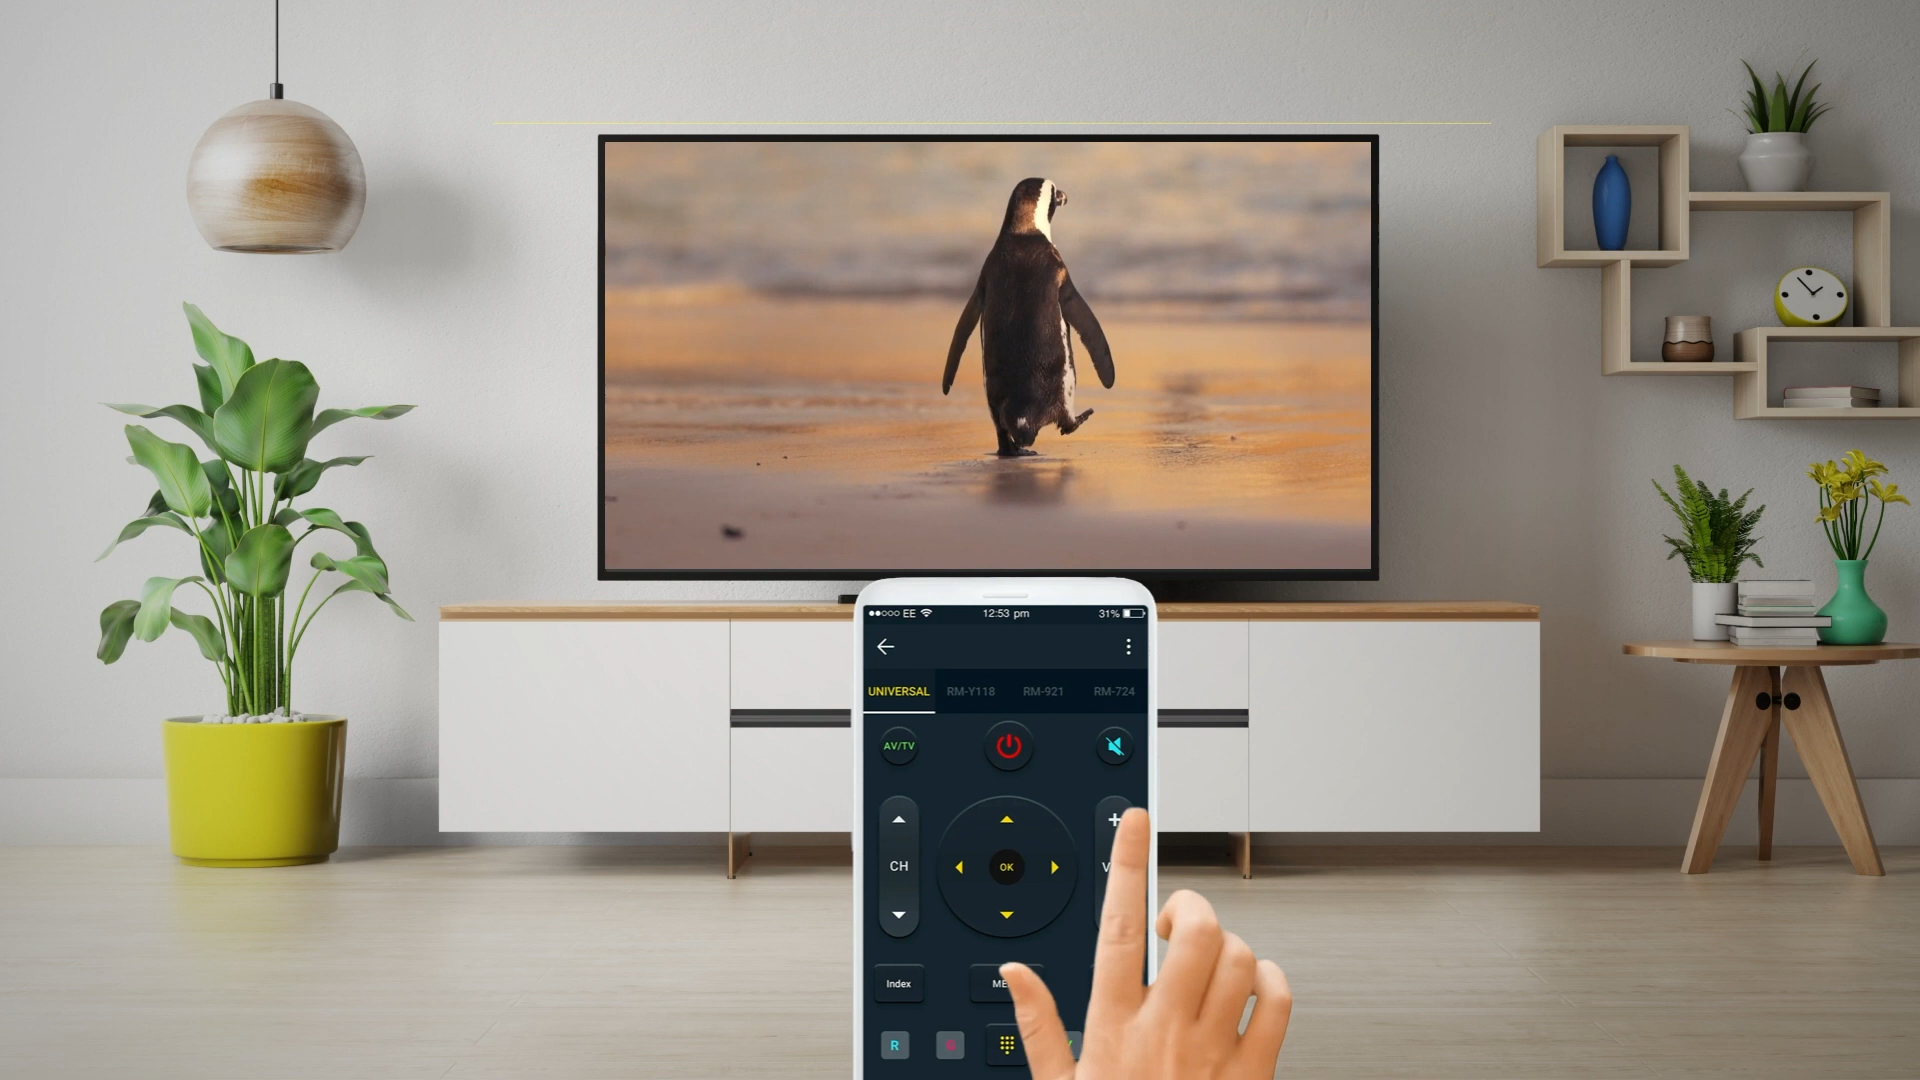 EE 12:53 pm 31%
UNIVERSAL RM-Y118 RM-921 RM-724
AV/TV
+
CH
OK
Index
R